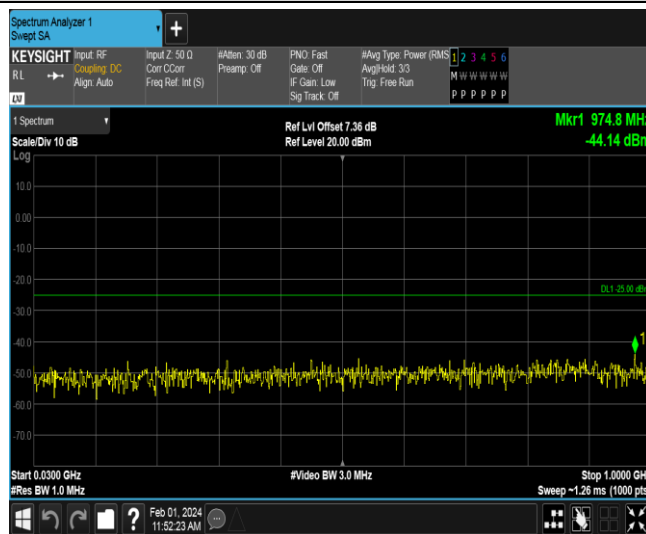 Spectrum Analyzer 1
Swept SA
+
KEYSIGHT
RL
LXI
Input: RF
Coupling: DC
Align: Auto
Input Z: 50 Ω
Corr CCorr
Freq Ref: Int (S)
#Atten: 30 dB
Preamp: Off
PNO: Fast
Gate: Off
IF Gain: Low
Sig Track: Off
#Avg Type: Power (RMS
Avg|Hold: 3/3
Trig: Free Run
1 2 3 4 5 6
M W W W W W
P P P P P P
1 Spectrum
Scale/Div 10 dB
Ref Lvl Offset 7.36 dB
Ref Level 20.00 dBm
Mkr1 974.8 MHz
-44.14 dBm
Log
10.0
0.00
-10.0
-20.0
DL1 -25.00 dBm
-30.0
-40.0
1
-50.0
-60.0
-70.0
Start 0.0300 GHz
#Res BW 1.0 MHz
#Video BW 3.0 MHz
Stop 1.0000 GH
Sweep ~1.26 ms (1000 pts
?
Feb 01, 2024
11:52:23 AM